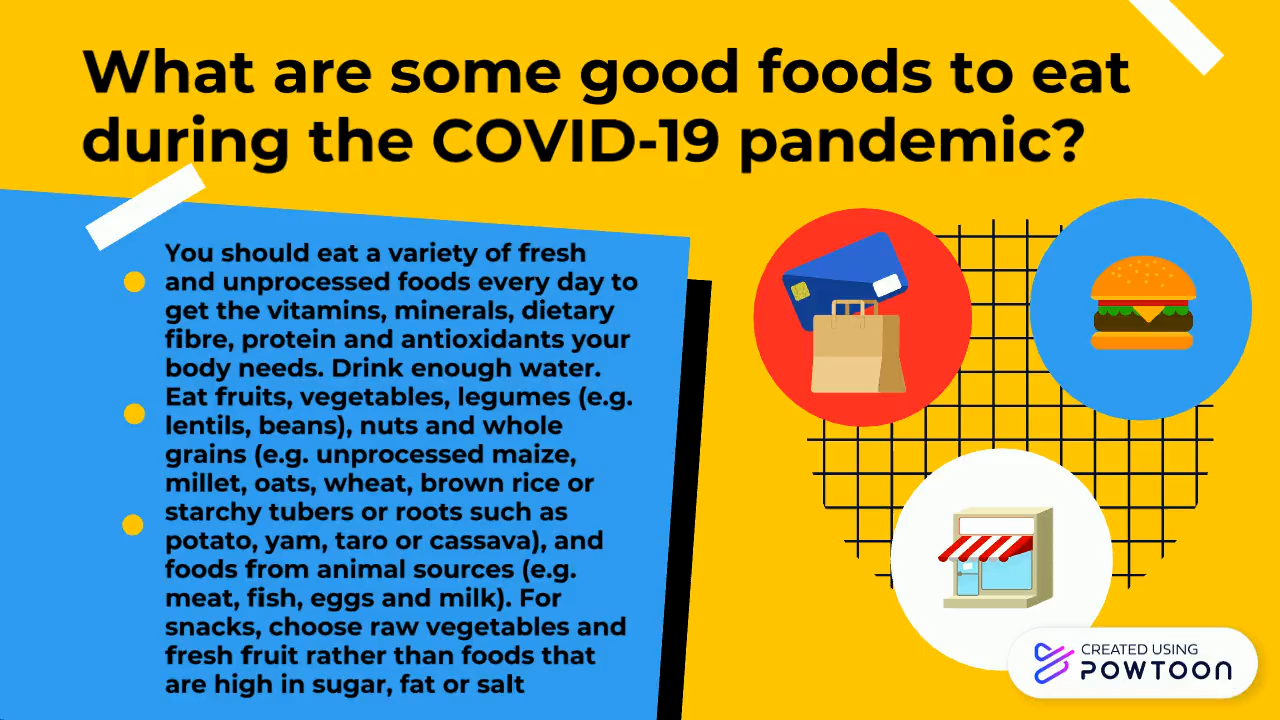 What are some good foods to eat
during the COVID-19 pandemic?
You should eat a variety of fresh
and unprocessed foods every day to
get the vitamins, minerals, dietary
fibre, protein and antioxidants your
body needs. Drink enough water.
Eat fruits, vegetables, legumes (e.g.
lentils, beans), nuts and whole
grains (e.g. unprocessed maize,
millet, oats, wheat, brown rice or
starchy tubers or roots such as
potato, yam, taro or cassava), and
foods from animal sources (e.g.
meat, fish, eggs and milk). For
snacks, choose raw vegetables and
fresh fruit rather than foods that
are high in sugar, fat or salt
CREATED USING
POWTOON